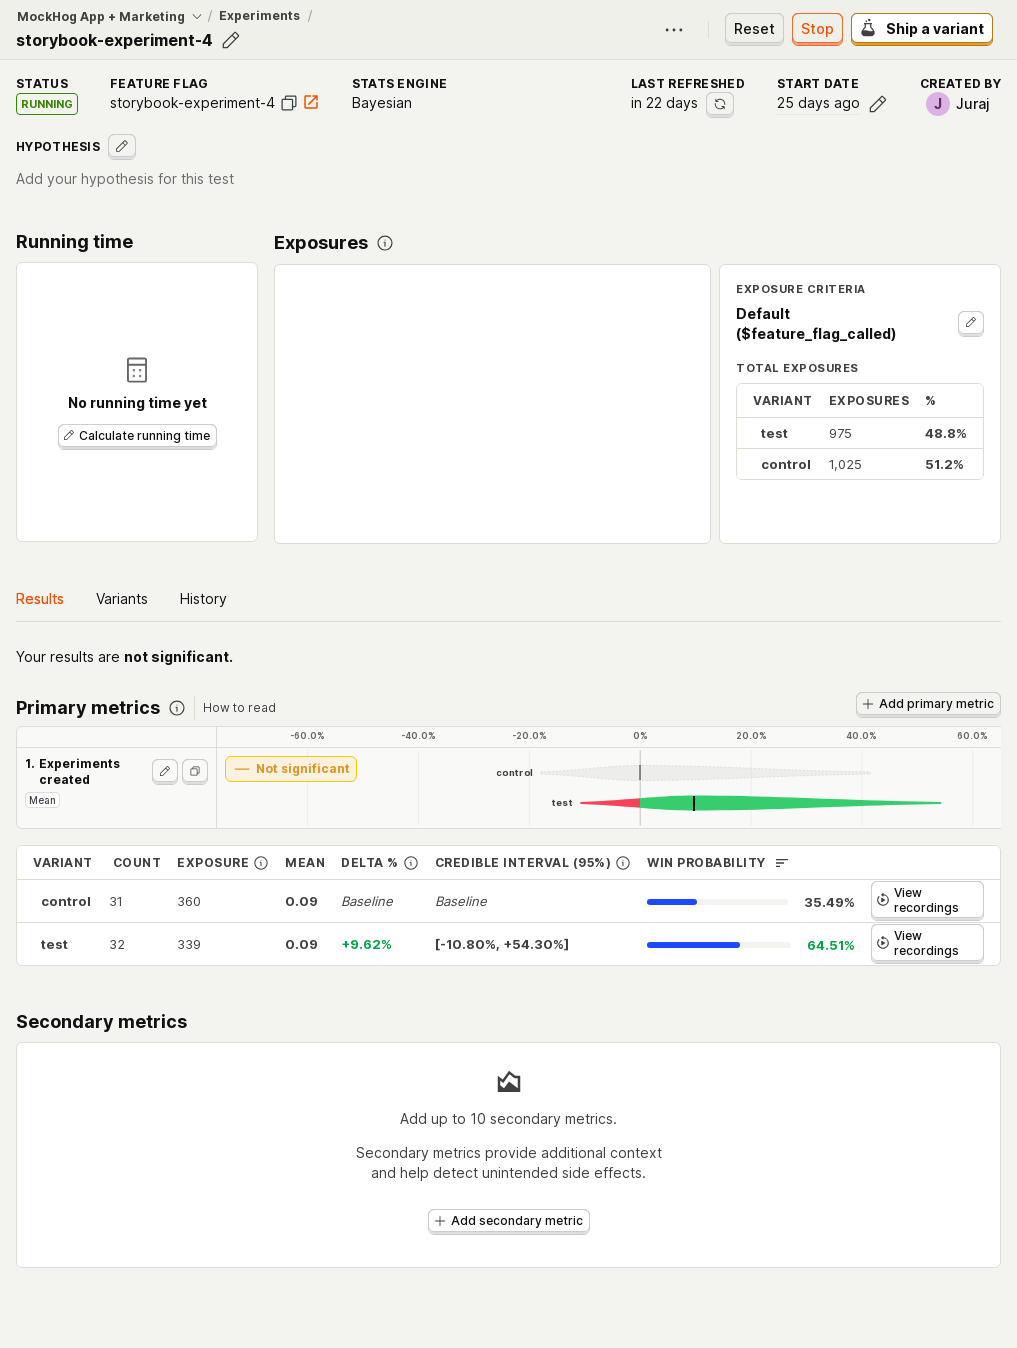 MockHog App + Marketing / Experiments /
storybook-experiment-4
Reset
Stop
Ship a variant
STATUS
RUNNING
FEATURE FLAG
storybook-experiment-4
STATS ENGINE
Bayesian
LAST REFRESHED
in 22 days
START DATE
25 days ago
CREATED BY
J Juraj
HYPOTHESIS
Add your hypothesis for this test
Running time
No running time yet
Calculate running time
Exposures
EXPOSURE CRITERIA
Default
($feature_flag_called)
TOTAL EXPOSURES
VARIANT EXPOSURES %
test 975 48.8%
control 1,025 51.2%
Results Variants History
Your results are not significant.
Primary metrics
How to read
Add primary metric
-60.0% -40.0% -20.0% 0% 20.0% 40.0% 60.0%
1. Experiments
created
Mean
— Not significant
control
test
VARIANT COUNT EXPOSURE MEAN DELTA % CREDIBLE INTERVAL (95%) WIN PROBABILITY
control 31 360 0.09 Baseline Baseline 35.49% View
recordings
test 32 339 0.09 +9.62% [-10.80%, +54.30%] 64.51% View
recordings
Secondary metrics
Add up to 10 secondary metrics.
Secondary metrics provide additional context
and help detect unintended side effects.
Add secondary metric